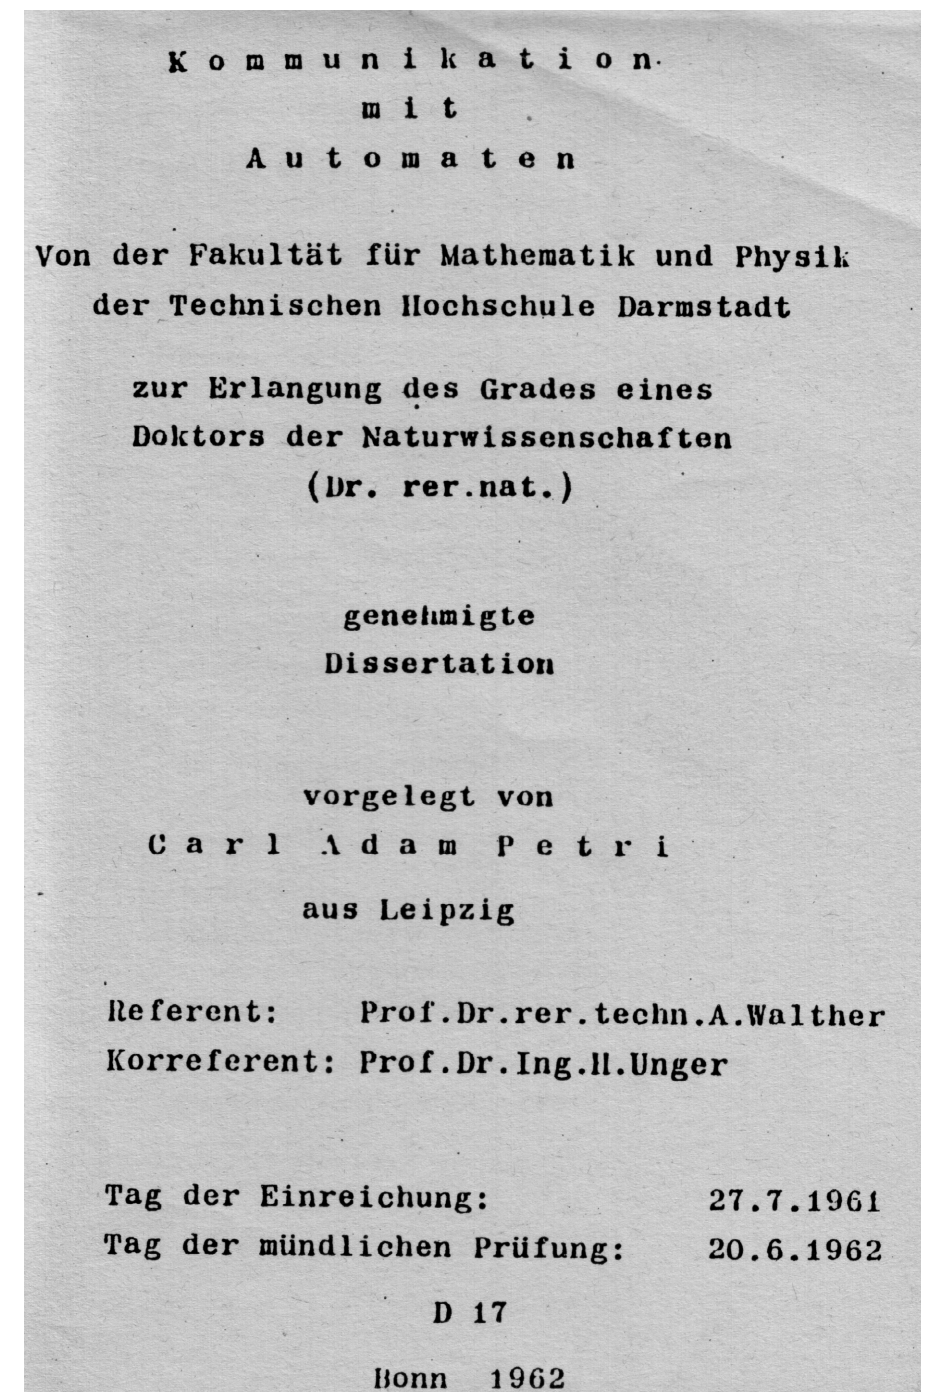 Kommunikation
mit
Automaten
Von der Fakultät für Mathematik und Physik
der Technischen Hochschule Darmstadt
zur Erlangung des Grades eines
Doktors der Naturwissenschaften
(Dr. rer.nat.)
genehmigte
Dissertation
vorgelegt von
Carl Adam Petri
aus Leipzig
Referent: Prof.Dr.rer.techn.A.Walther
Korreferent: Prof.Dr.Ing.H.Unger
Tag der Einreichung: 27.7.1961
Tag der mündlichen Prüfung: 20.6.1962
D 17
Bonn 1962